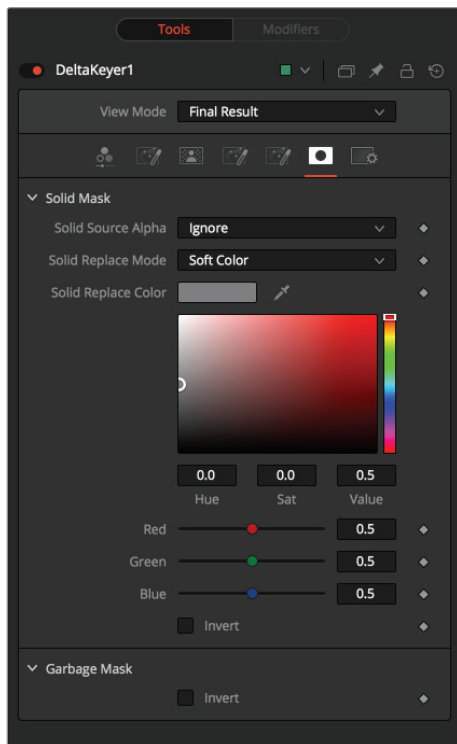 Tools Modifiers
DeltaKeyer1
View Mode Final Result
Solid Mask
Solid Source Alpha Ignore
Solid Replace Mode Soft Color
Solid Replace Color
0.0 0.0 0.5
Hue Sat Value
Red 0.5
Green 0.5
Blue 0.5
Invert
Garbage Mask
Invert